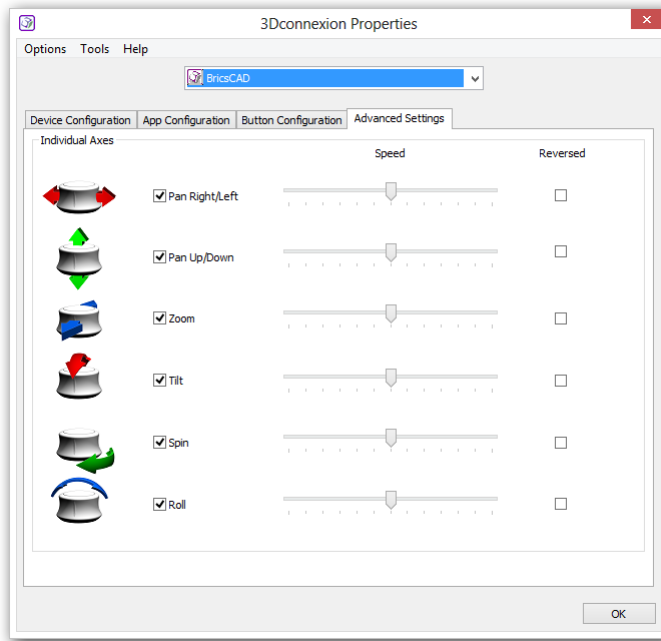 3Dconnexion Properties
Options Tools Help
BricsCAD
Device Configuration App Configuration Button Configuration Advanced Settings
Individual Axes
Speed Reversed
Pan Right/Left
Pan Up/Down
Zoom
Tilt
Spin
Roll
OK